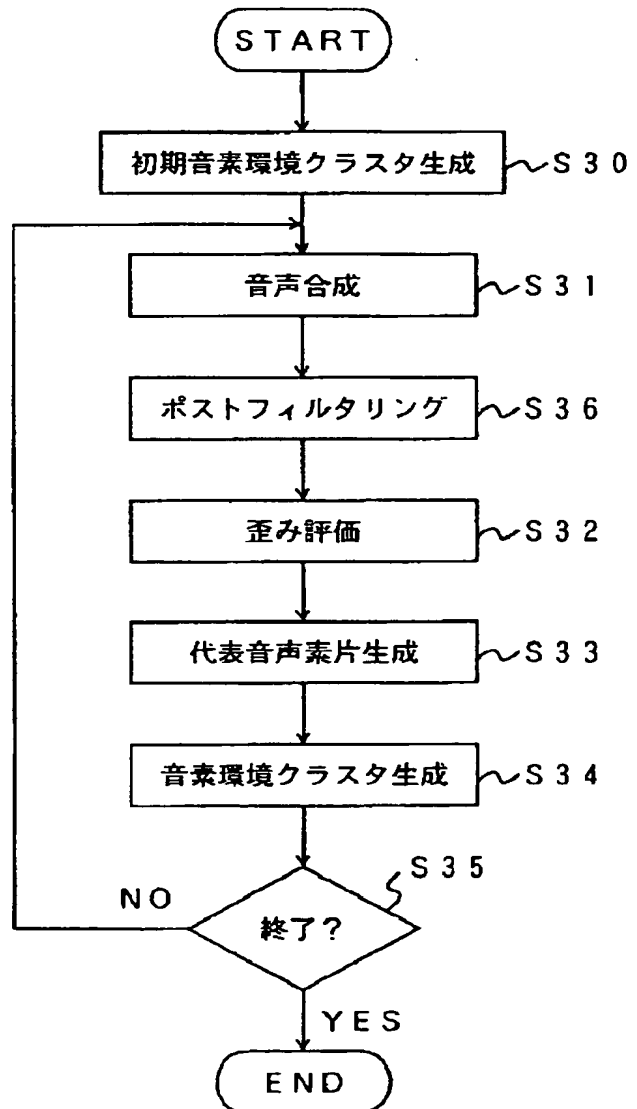 START
初期音素環境クラスタ生成
S30
音声合成
S31
ポストフィルタリング
S36
歪み評価
S32
代表音声素片生成
S33
音素環境クラスタ生成
S34
S35
NO
終了?
YES
END